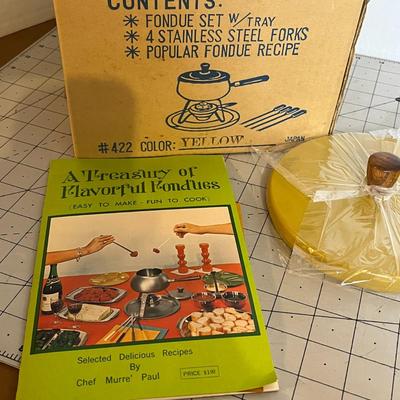 CONTENTS:
* FONDUE SET W/TRAY
* 4 STAINLESS STEEL FORKS
* POPULAR FONDUE RECIPE
#422 COLOR: YELLOW JAPAN
A Treasury of
Flavorful Fondues
(EASY TO MAKE - FUN TO COOK)
Selected Delicious Recipes
By
Chef Murre' Paul
PRICE $1.00